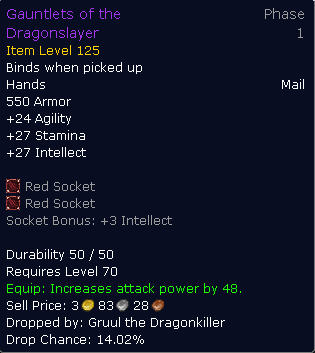 Gauntlets of the Phase
Dragonslayer 1
Item Level 125
Binds when picked up
Hands Mail
550 Armor
+24 Agility
+27 Stamina
+27 Intellect
Red Socket
Red Socket
Socket Bonus: +3 Intellect
Durability 50 / 50
Requires Level 70
Equip: Increases attack power by 48.
Sell Price: 3 83 28
Dropped by: Gruul the Dragonkiller
Drop Chance: 14.02%